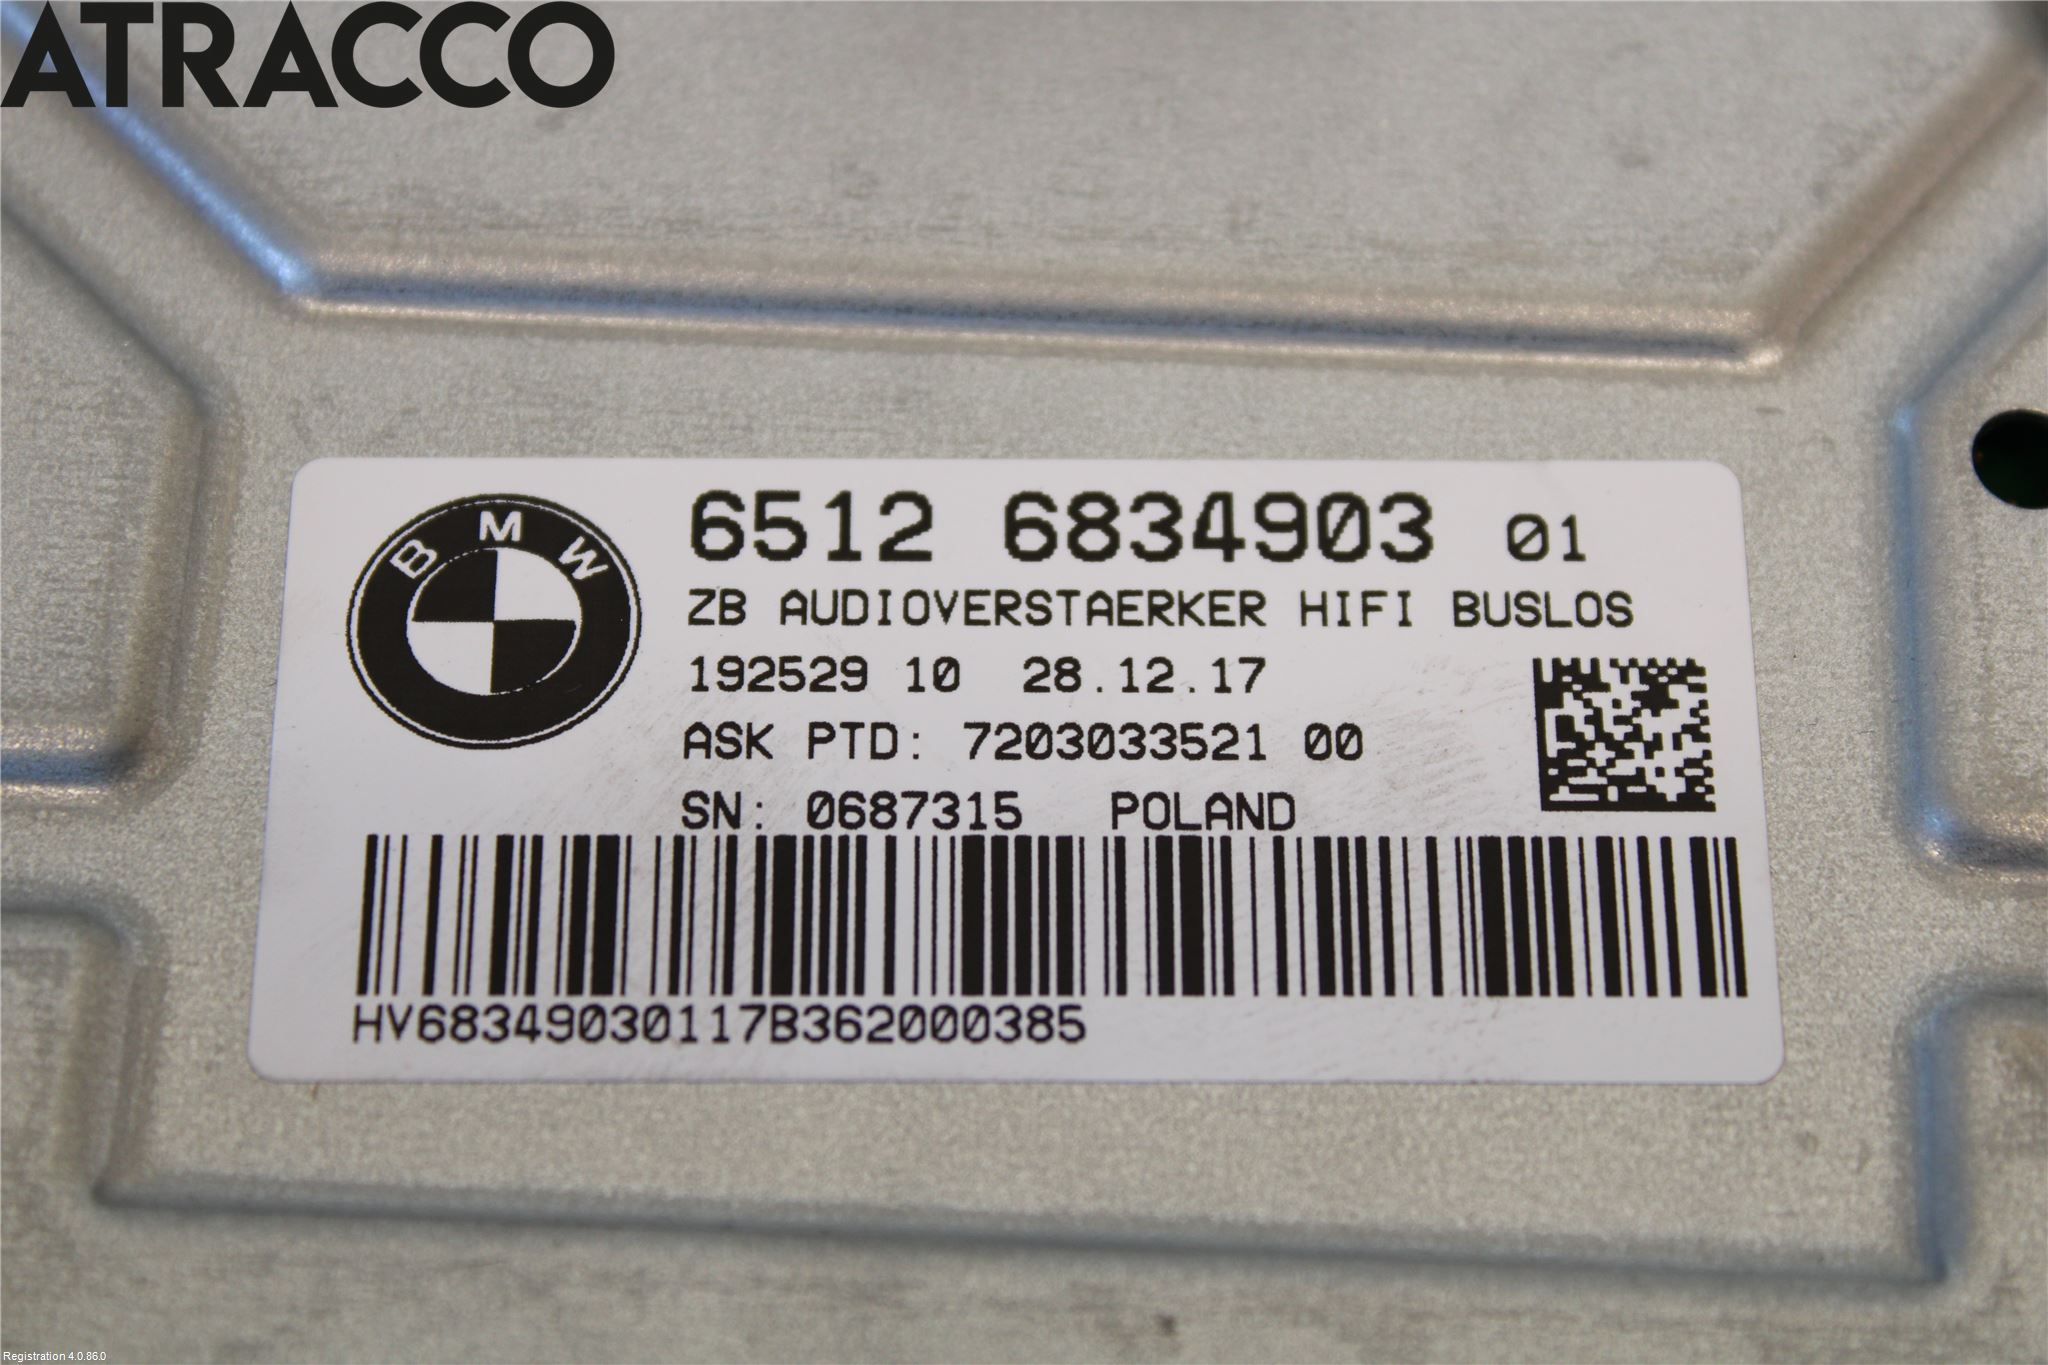 ATRACCO
BMW
6512 6834903 01
ZB AUDIOVERSTAERKER HIFI BUSLOS
192529 10 28.12.17
ASK PTD: 7203033521 00
SN: 0687315 POLAND
HV68349030117B362000385
Registration 4.0.86.0